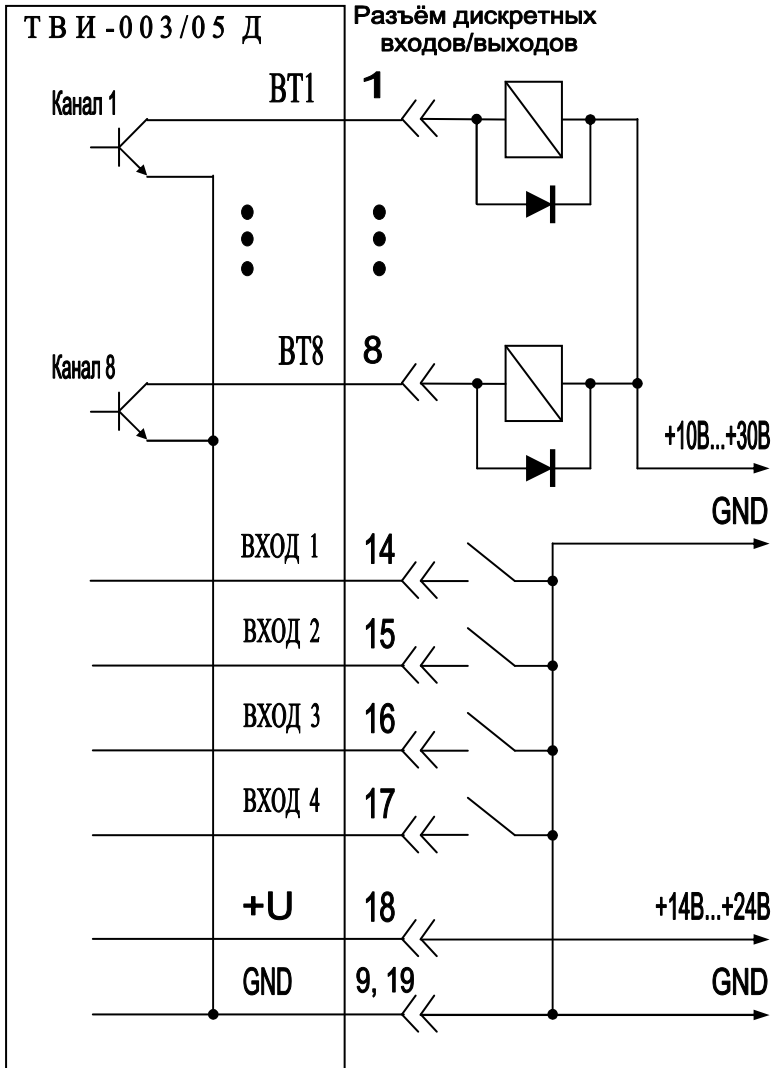 ТВИ-003/05 Д
Разъём дискретных
входов/выходов
Канал 1
ВТ1
1
Канал 8
ВТ8
8
+10В...+30В
GND
ВХОД 1
14
ВХОД 2
15
ВХОД 3
16
ВХОД 4
17
+U
18
+14В...+24В
GND
9, 19
GND